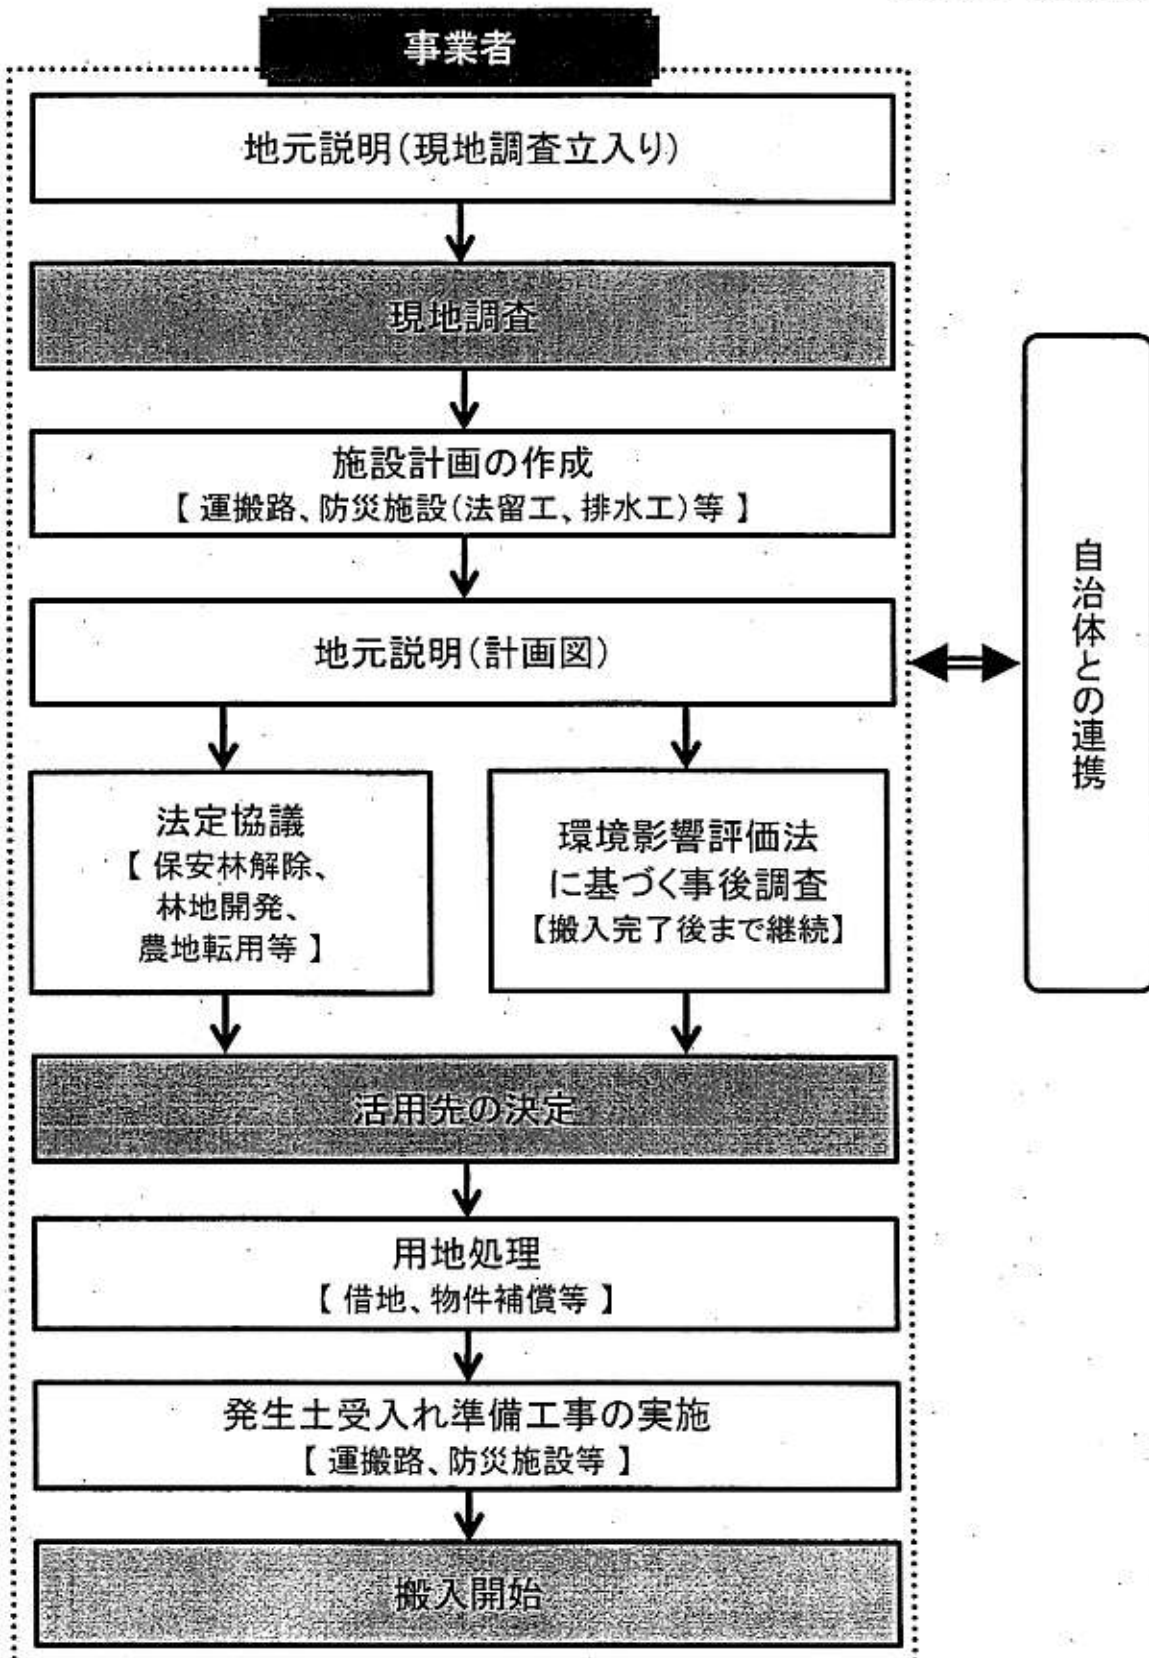 事業者
地元説明(現地調査立入り)
現地調査
施設計画の作成
【 運搬路、防災施設(法留工、排水工)等 】
地元説明(計画図)
法定協議
【 保安林解除、
林地開発、
農地転用等 】
環境影響評価法
に基づく事後調査
【搬入完了後まで継続】
活用先の決定
用地処理
【 借地、物件補償等 】
発生土受入れ準備工事の実施
【 運搬路、防災施設等 】
搬入開始
自治体との連携